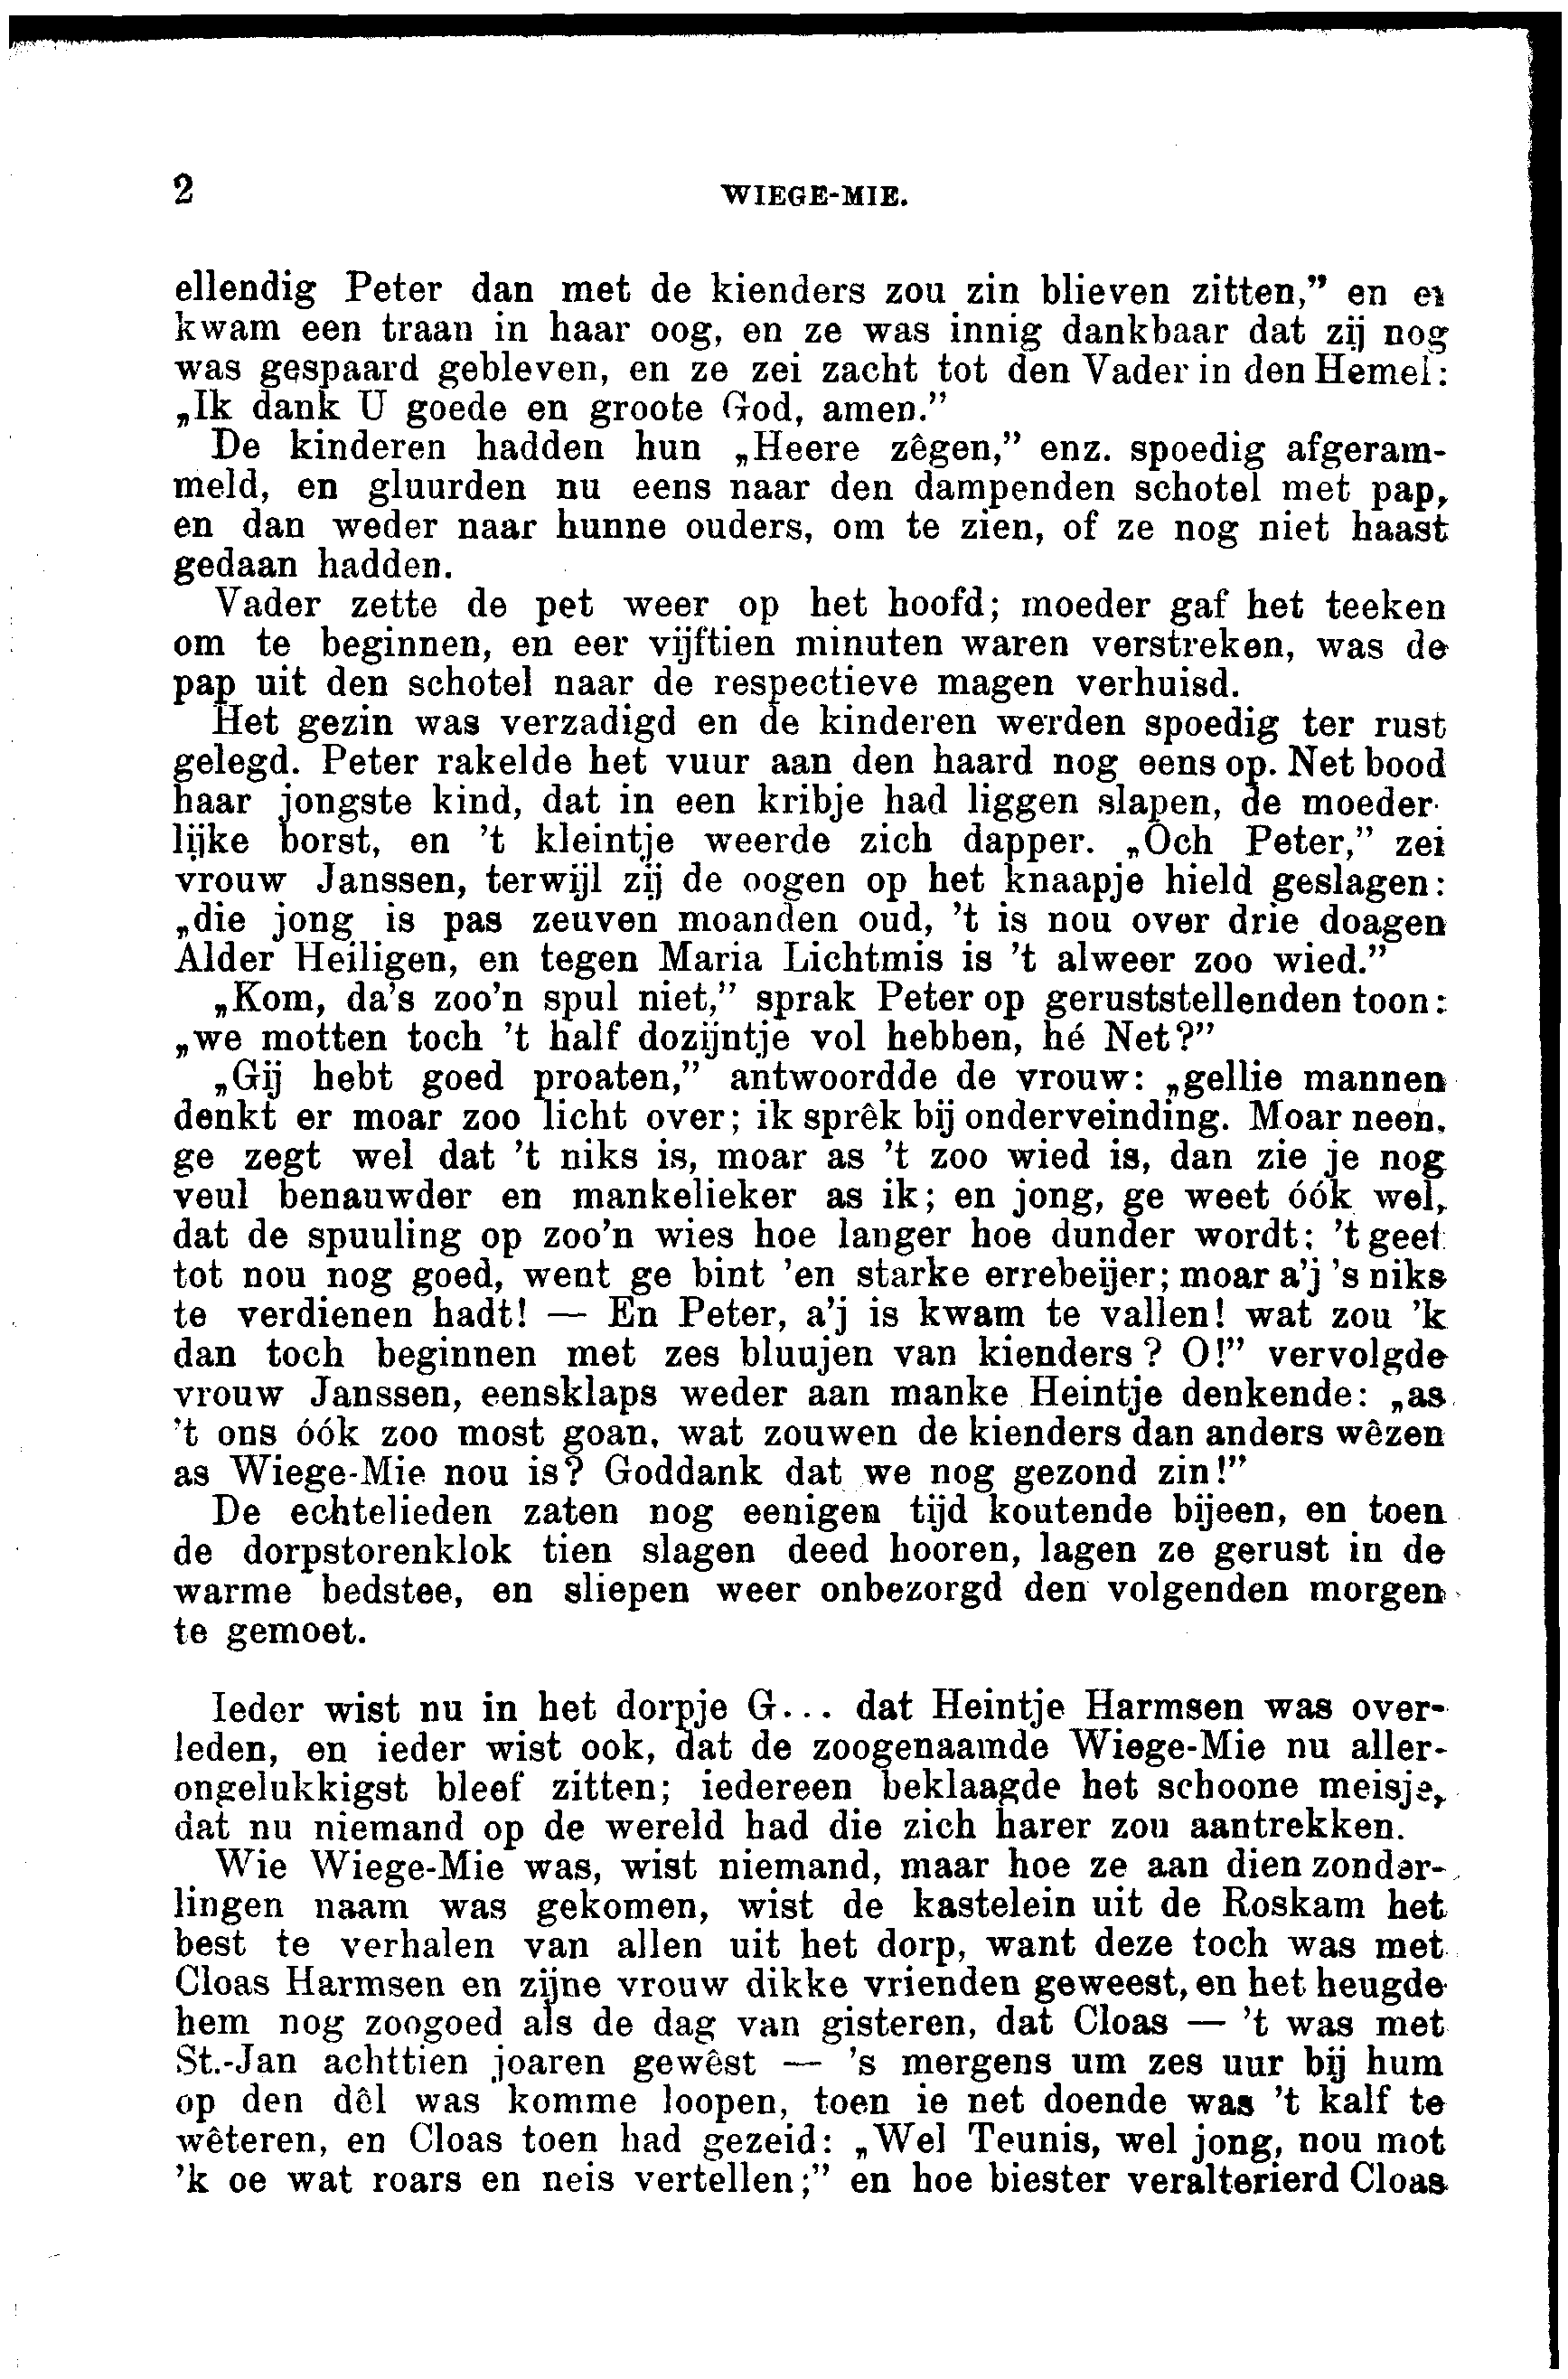 2
WIEGE-MIE.
ellendig Peter dan met de kienders zou zin blieven zitten,” en er
kwam een traan in haar oog, en ze was innig dankbaar dat zij nog
was gespaard gebleven, en ze zei zacht tot den Vader in den Hemel:
„Ik dank U goede en groote God, amen.”
De kinderen hadden hun „Heere zêgen,” enz. spoedig afgeram-
meld, en gluurden nu eens naar den dampenden schotel met pap,
en dan weder naar hunne ouders, om te zien, of ze nog niet haast
gedaan hadden.
Vader zette de pet weer op het hoofd; moeder gaf het teeken
om te beginnen, en eer vijftien minuten waren verstreken, was de
pap uit den schotel naar de respectieve magen verhuisd.
Het gezin was verzadigd en de kinderen werden spoedig ter rust
gelegd. Peter rakelde het vuur aan den haard nog eens op. Net bood
haar jongste kind, dat in een kribje had liggen slapen, de moeder-
lijke borst, en 't kleintje weerde zich dapper. „Och Peter,” zei
vrouw Janssen, terwijl zij de oogen op het knaapje hield geslagen:
„die jong is pas zeuven moanden oud, 't is nou over drie doagen
Alder Heiligen, en tegen Maria Lichtmis is 't alweer zoo wied.”
„Kom, da's zoo'n spul niet,” sprak Peter op geruststellenden toon:
„we motten toch 't half dozijntje vol hebben, hé Net?”
„Gij hebt goed proaten,” antwoordde de vrouw: „gellie mannen
denkt er moar zoo licht over; ik sprêk bij onderveinding. Moar neen,
ge zegt wel dat 't niks is, moar as 't zoo wied is, dan zie je nog
veul benauwder en mankelieker as ik; en jong, ge weet óók wel,
dat de spuuling op zoo'n wies hoe langer hoe dunder wordt; 't geet
tot nou nog goed, went ge bint 'en starke errebeijer; moar a'j 's niks
te verdienen hadt! — En Peter, a'j is kwam te vallen! wat zou 'k
dan toch beginnen met zes bluujen van kienders? O!” vervolgde
vrouw Janssen, eensklaps weder aan manke Heintje denkende: „as
't ons óók zoo most goan, wat zouwen de kienders dan anders wêzen
as Wiege-Mie nou is? Goddank dat we nog gezond zin!”
De echtelieden zaten nog eenigen tijd koutende bijeen, en toen
de dorpstorenklok tien slagen deed hooren, lagen ze gerust in de
warme bedstee, en sliepen weer onbezorgd den volgenden morgen
te gemoet.
Ieder wist nu in het dorpje G... dat Heintje Harmsen was over-
leden, en ieder wist ook, dat de zoogenaamde Wiege-Mie nu aller-
ongelukkigst bleef zitten; iedereen beklaagde het schoone meisje,
dat nu niemand op de wereld had die zich harer zou aantrekken.
Wie Wiege-Mie was, wist niemand, maar hoe ze aan dien zonder-
lingen naam was gekomen, wist de kastelein uit de Roskam het
best te verhalen van allen uit het dorp, want deze toch was met
Cloas Harmsen en zijne vrouw dikke vrienden geweest, en het heugde
hem nog zoogoed als de dag van gisteren, dat Cloas — 't was met
St.-Jan achttien joaren gewêst — 's mergens um zes uur bij hum
op den dêl was komme loopen, toen ie net doende was 't kalf te
wêteren, en Cloas toen had gezeid: „Wel Teunis, wel jong, nou mot
'k oe wat roars en neis vertellen;” en hoe biester veralterierd Cloas